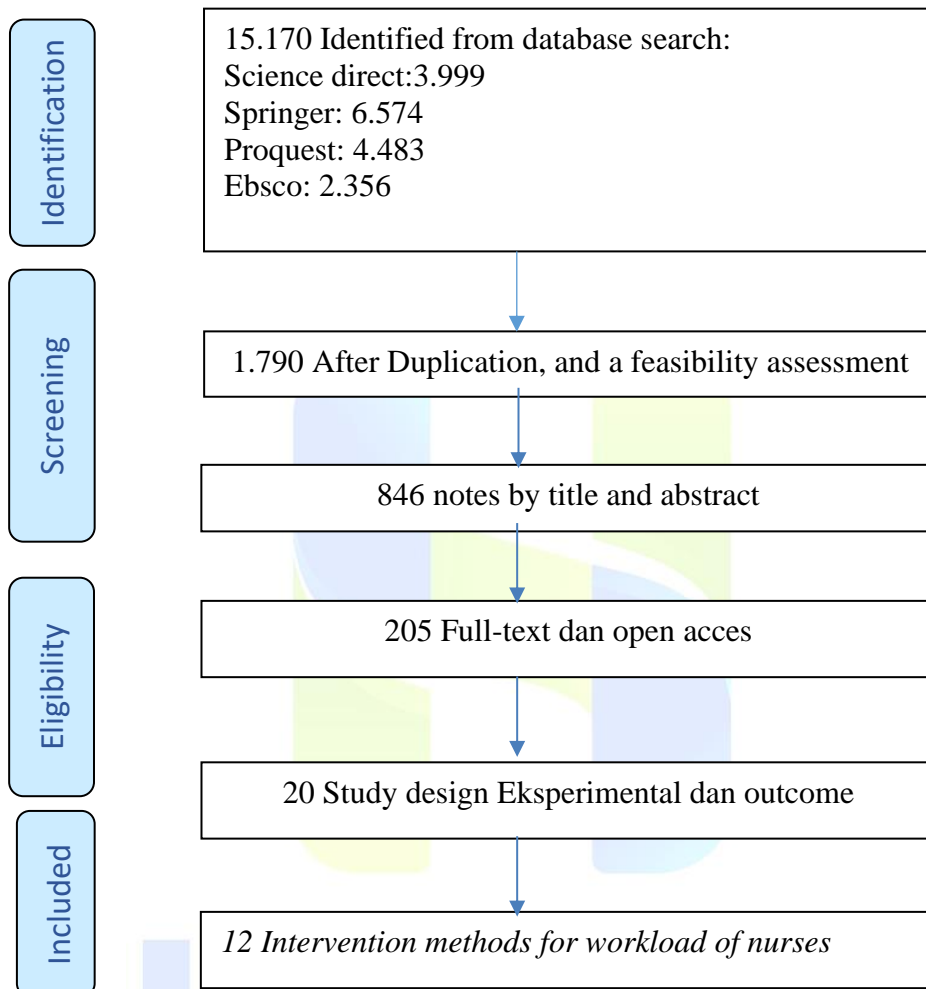 Identification
15.170 Identified from database search:
Science direct:3.999
Springer: 6.574
Proquest: 4.483
Ebsco: 2.356
Screening
1.790 After Duplication, and a feasibility assessment
846 notes by title and abstract
Eligibility
205 Full-text dan open acces
20 Study design Eksperimental dan outcome
Included
12 Intervention methods for workload of nurses